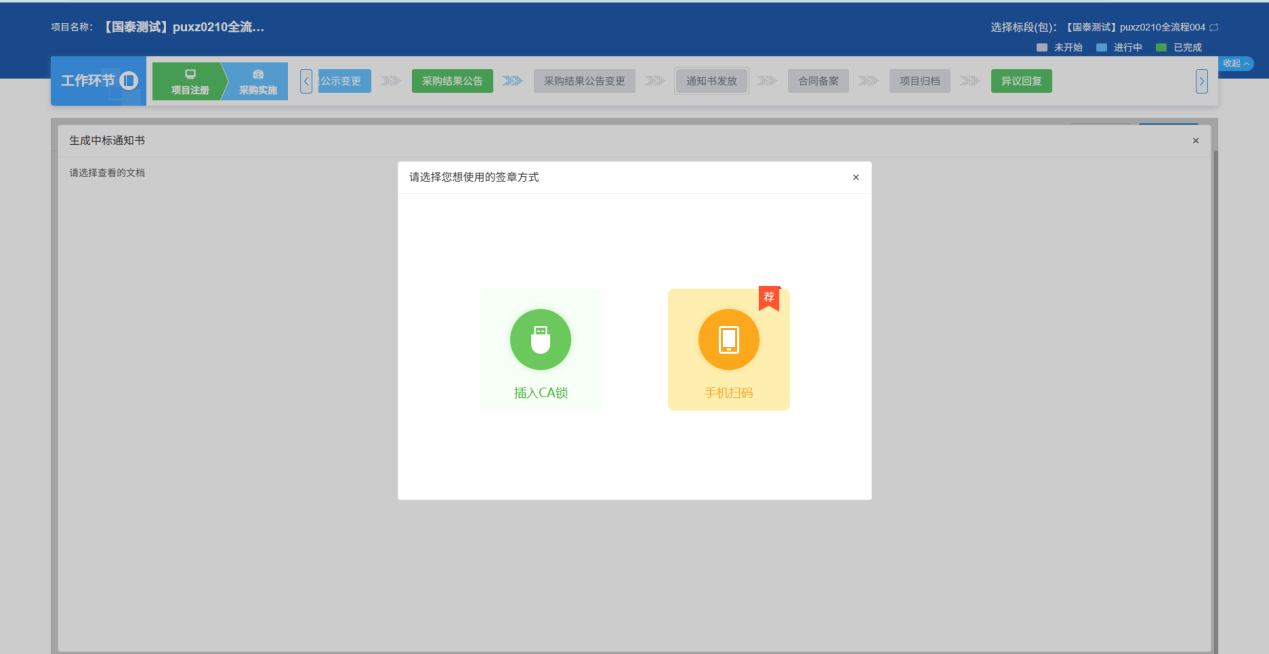 项目名称： 【国泰测试】puxz0210全流…
选择标段(包)： 【国泰测试】puxz0210全流程004
未开始 进行中 已完成
收起
工作环节
项目注册
采购实施
公示变更
采购结果公告
采购结果公告变更
通知书发放
合同备案
项目归档
异议回复
生成中标通知书
×
请选择查看的文档
请选择您想使用的签章方式
×
荐
插入CA锁
手机扫码